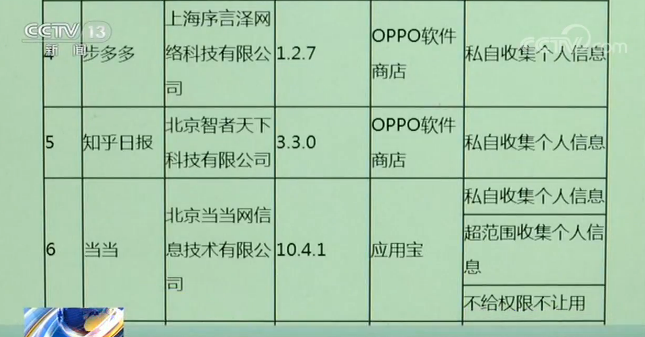 CCTV 13
新闻
CCTV.com
4
步多多
上海序言泽网
络科技有限公
司
1.2.7
OPPO软件
商店
私自收集个人信息
5
知乎日报
北京智者天下
科技有限公司
3.3.0
OPPO软件
商店
私自收集个人信息
6
当当
北京当当网信
息技术有限公
司
10.4.1
应用宝
私自收集个人信息
超范围收集个人信
息
不给权限不让用